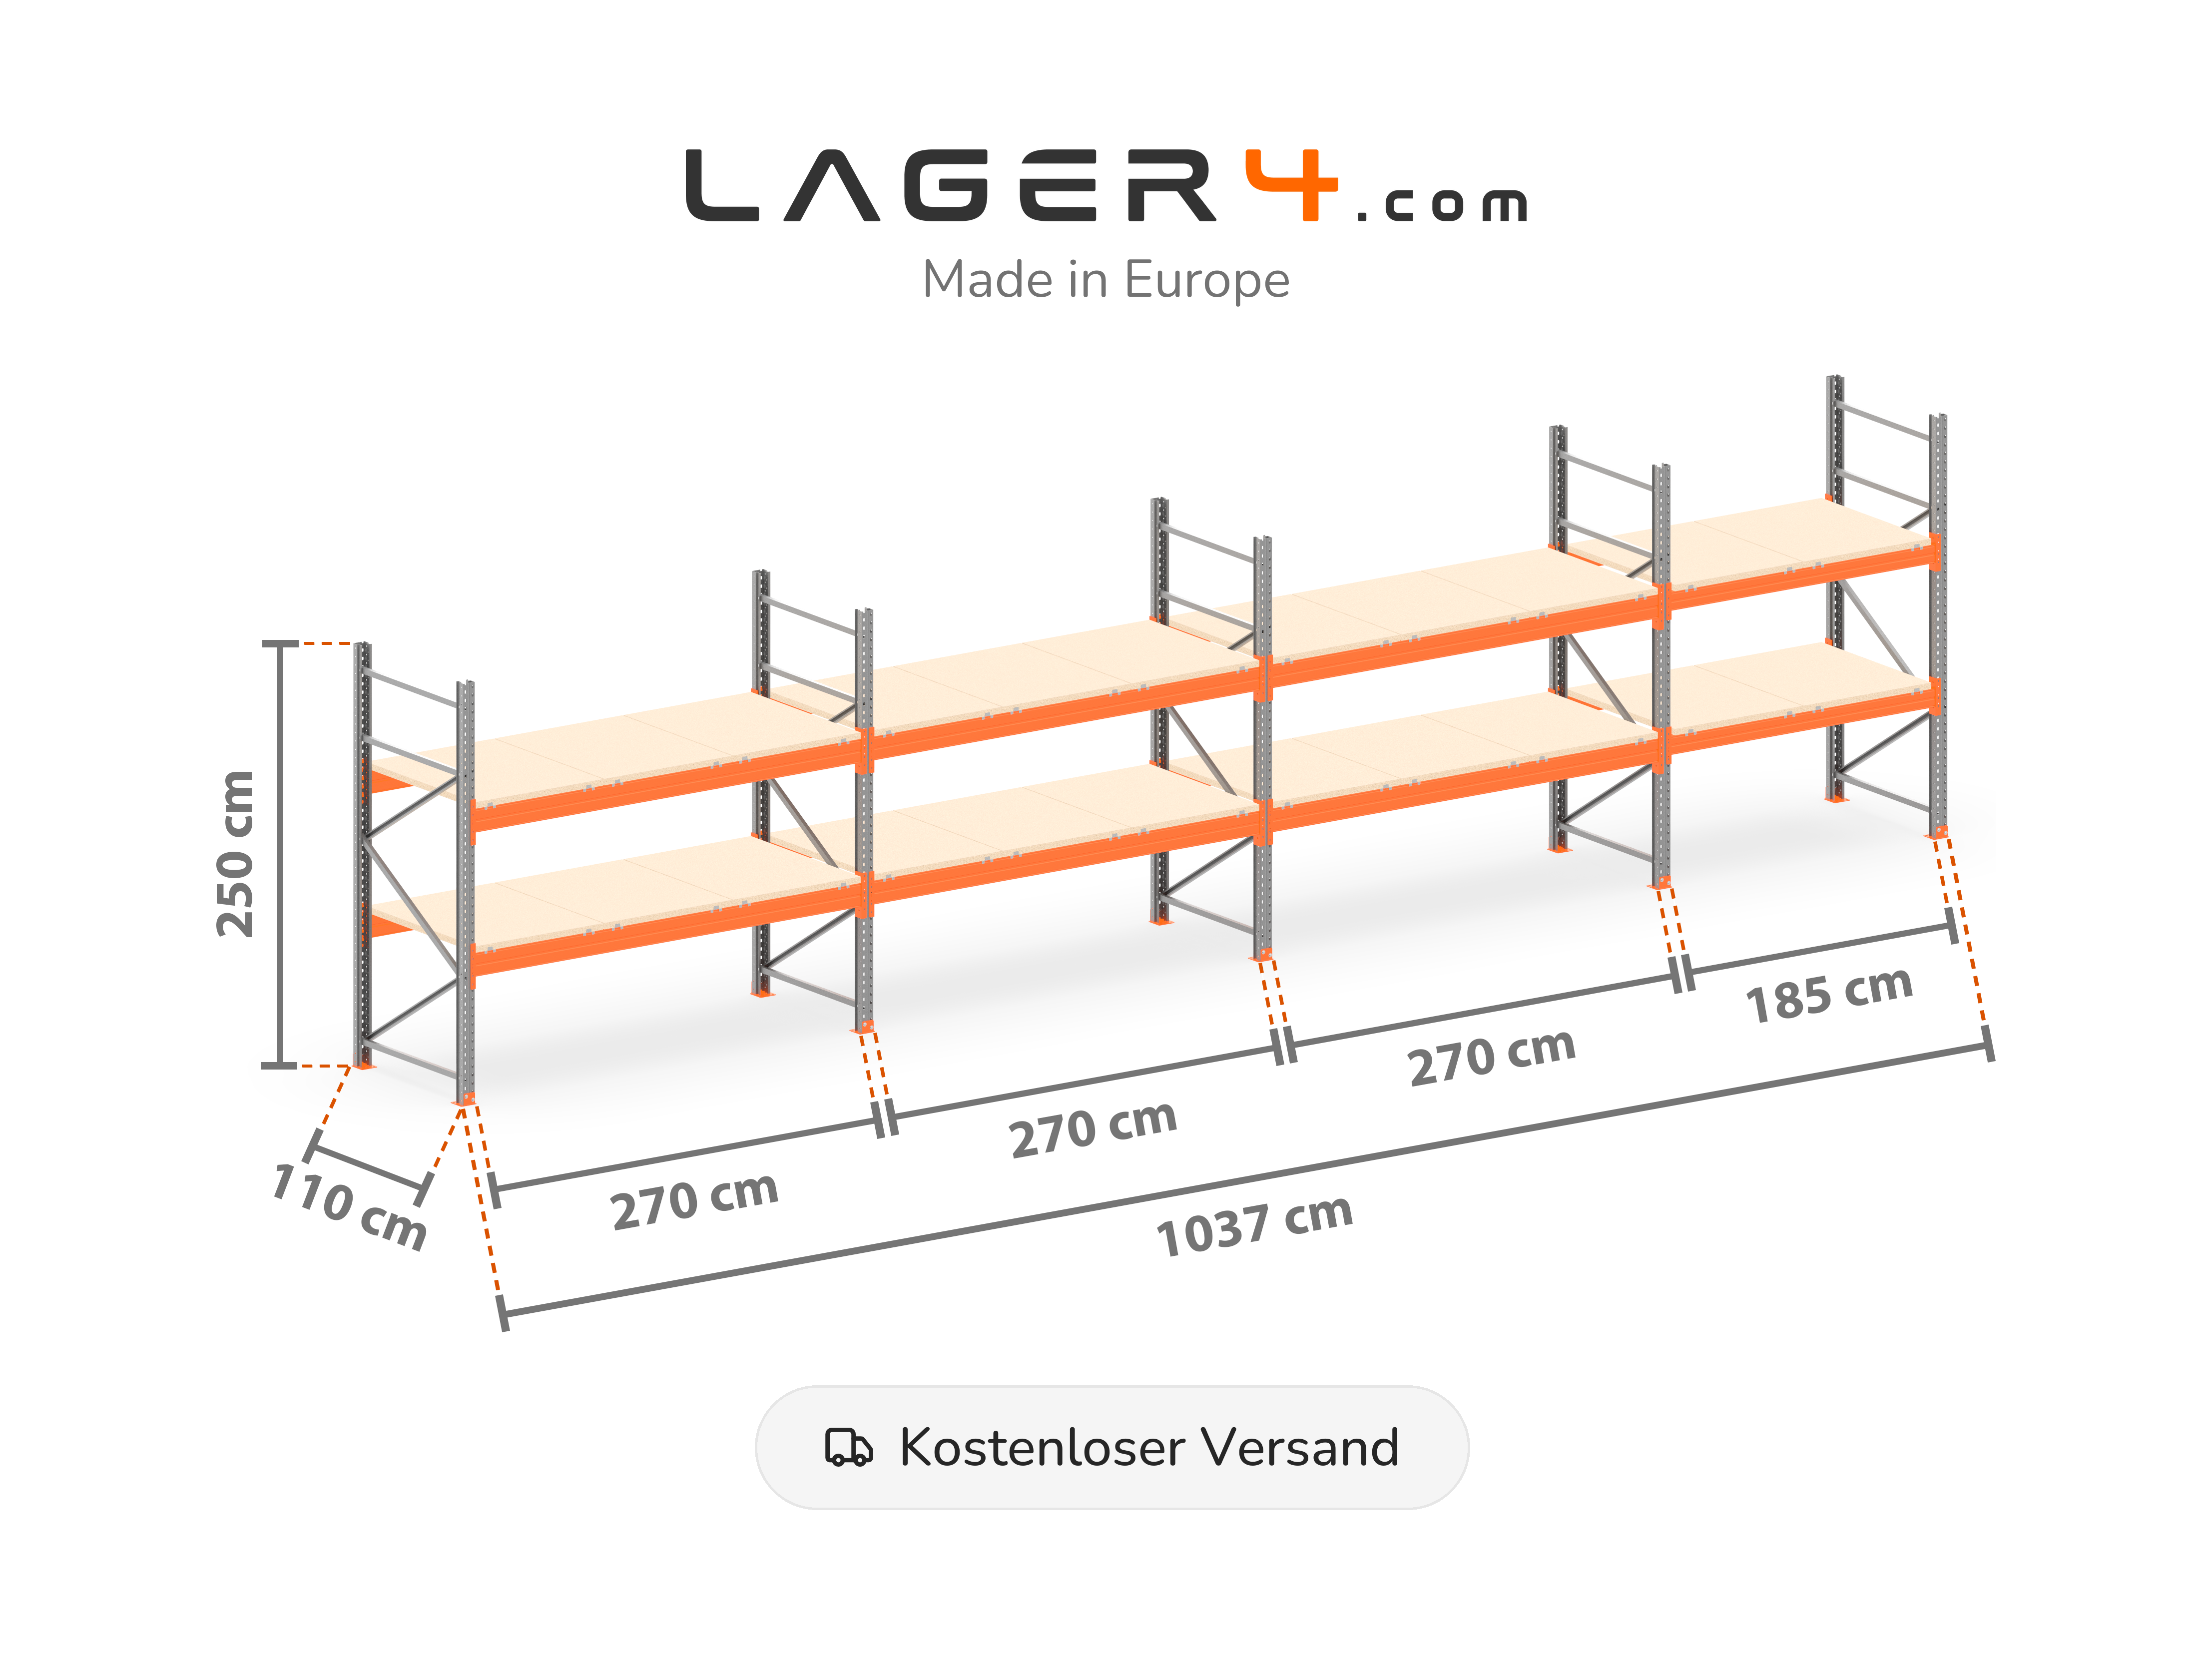 LAGER4.com
Made in Europe
250 cm
110 cm
270 cm
270 cm
270 cm
185 cm
1037 cm
Kostenloser Versand